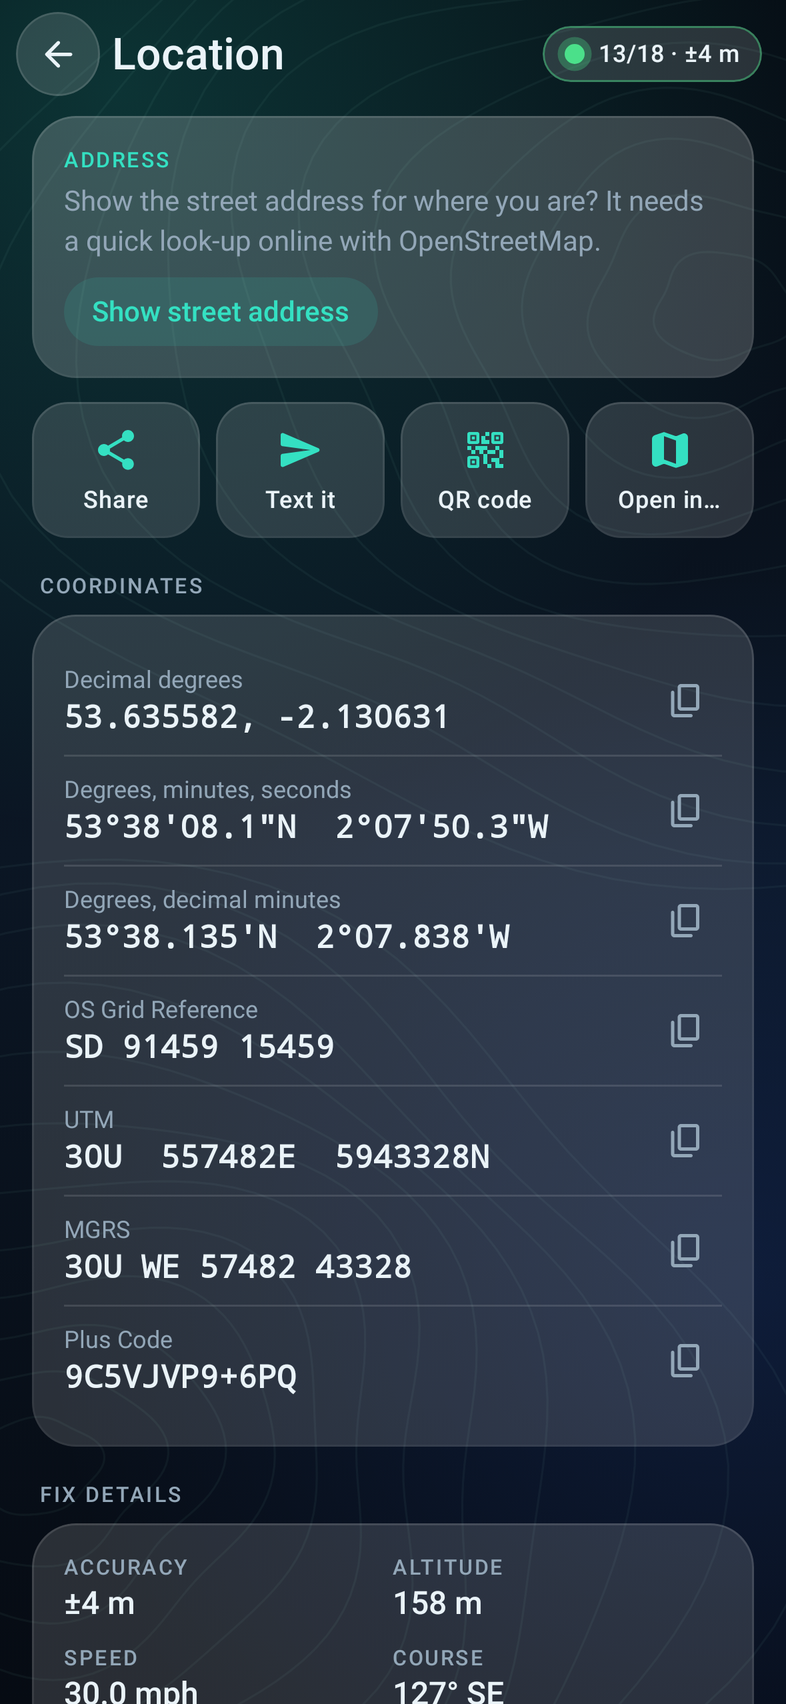 Location
13/18 · ±4 m
ADDRESS
Show the street address for where you are? It needs
a quick look-up online with OpenStreetMap.
Show street address
Share
Text it
QR code
Open in...
COORDINATES
Decimal degrees
53.635582, -2.130631
Degrees, minutes, seconds
53°38'08.1"N  2°07'50.3"W
Degrees, decimal minutes
53°38.135'N  2°07.838'W
OS Grid Reference
SD 91459 15459
UTM
30U  557482E  5943328N
MGRS
30U WE 57482 43328
Plus Code
9C5VJVP9+6PQ
FIX DETAILS
ACCURACY
±4 m
ALTITUDE
158 m
SPEED
30.0 mph
COURSE
127° SE